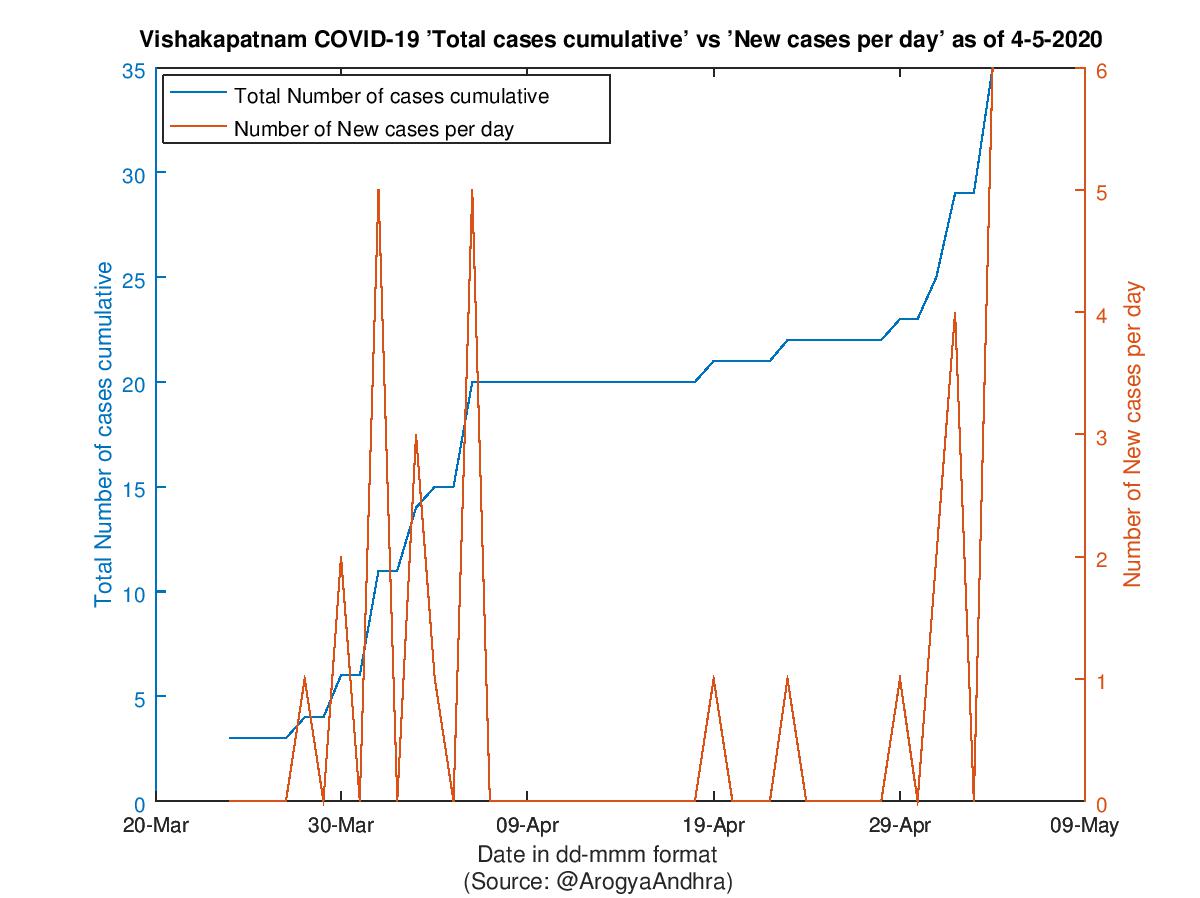 Vishakapatnam COVID-19 ’Total cases cumulative’ vs ’New cases per day’ as of 4-5-2020
Total Number of cases cumulative
Number of New cases per day
Total Number of cases cumulative
35
30
25
20
15
10
5
0
6
5
4
3
2
1
0
Number of New cases per day
20-Mar 30-Mar 09-Apr 19-Apr 29-Apr 09-May
Date in dd-mmm format
(Source: @ArogyaAndhra)